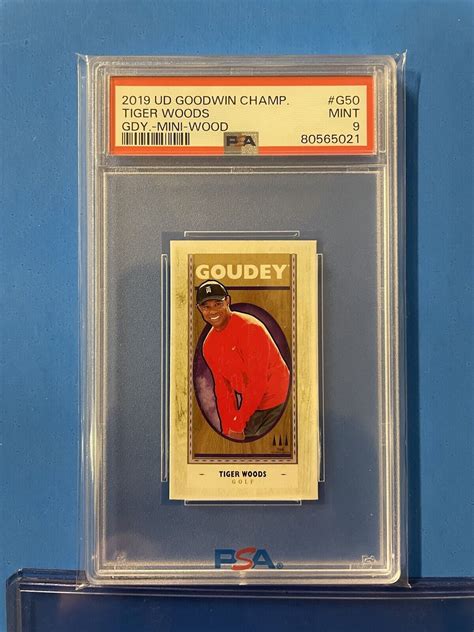 2019 UD GOODWIN CHAMP. #G50
TIGER WOODS MINT
GDY.-MINI-WOOD PSA 9
80565021
GOUDEY
TIGER WOODS
GOLF
PSA